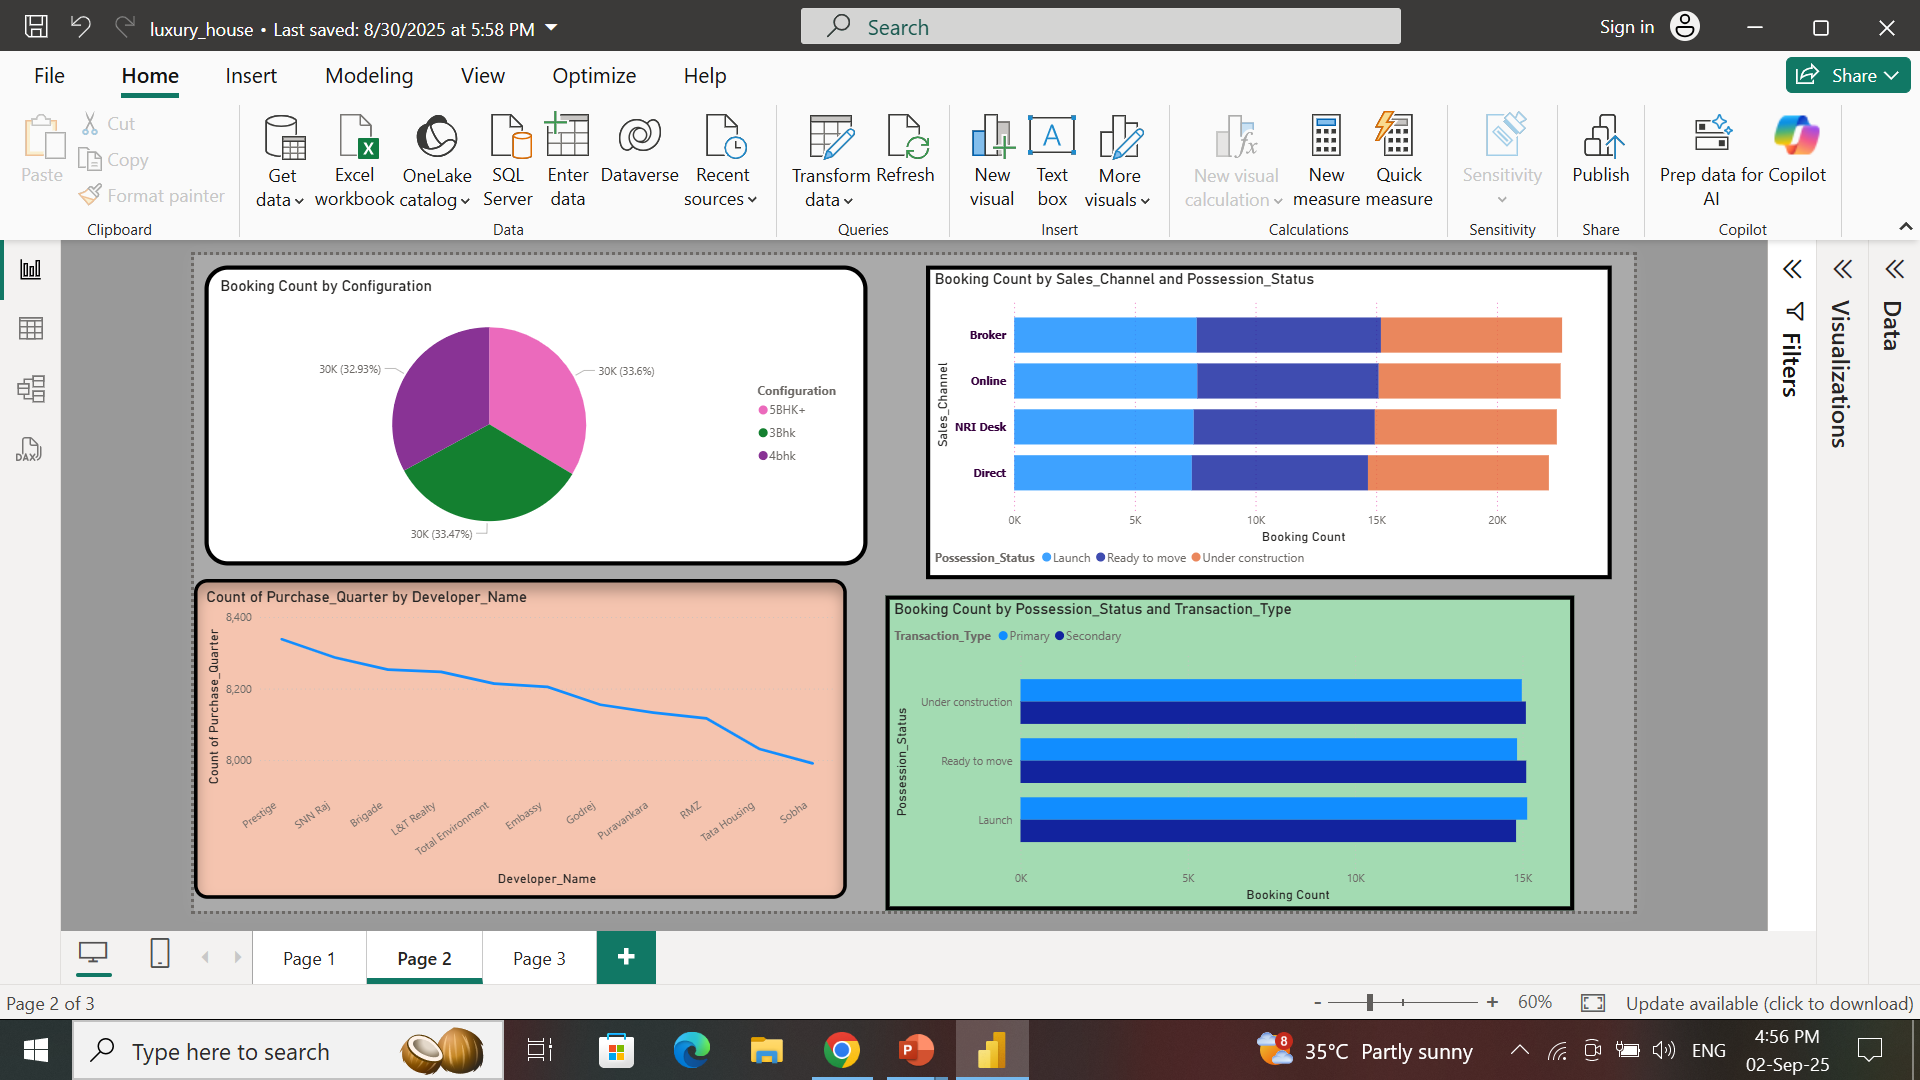 luxury_house • Last saved: 8/30/2025 at 5:58 PM
Search
Sign in
File Home Insert Modeling View Optimize Help
Share
Paste
Cut
Copy
Format painter
Clipboard
Get data
Excel workbook
OneLake catalog
SQL Server
Enter data
Dataverse
Recent sources
Data
Transform data
Refresh
Queries
New visual
Text box
More visuals
Insert
New visual calculation
New measure
Quick measure
Calculations
Sensitivity
Sensitivity
Publish
Share
Prep data for AI
Copilot
Copilot
Booking Count by Configuration
30K (32.93%)
30K (33.6%)
30K (33.47%)
Configuration
5BHK+
3Bhk
4bhk
Booking Count by Sales_Channel and Possession_Status
Sales_Channel
Broker
Online
NRI Desk
Direct
0K 5K 10K 15K 20K
Booking Count
Possession_Status Launch Ready to move Under construction
Count of Purchase_Quarter by Developer_Name
Count of Purchase_Quarter
8,400
8,200
8,000
Prestige SNN Raj Brigade L&T Realty Total Environment Embassy Godrej Puravankara RMZ Tata Housing Sobha
Developer_Name
Booking Count by Possession_Status and Transaction_Type
Transaction_Type Primary Secondary
Possession_Status
Under construction
Ready to move
Launch
0K 5K 10K 15K
Booking Count
Filters
Visualizations
Data
DAX
Page 1 Page 2 Page 3 +
Page 2 of 3
- + 60%
Update available (click to download)
Type here to search
P
8
35°C Partly sunny
ENG
4:56 PM
02-Sep-25